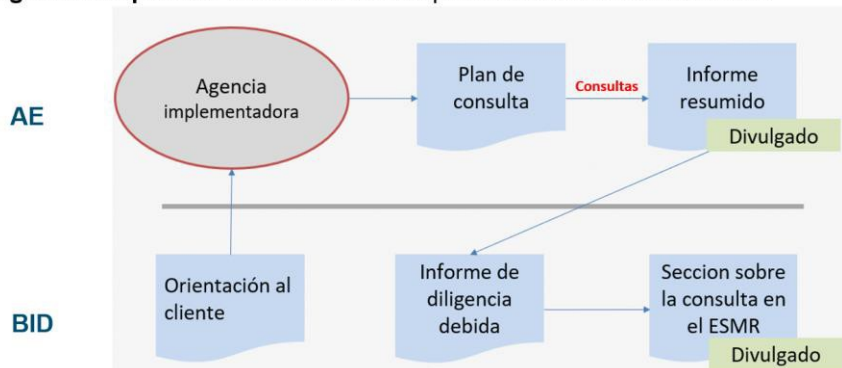 AE
Agencia
implementadora
Plan de
consulta
Consultas
Informe
resumido
Divulgado
BID
Orientación al
cliente
Informe de
diligencia
debida
Seccion sobre
la consulta en
el ESMR
Divulgado